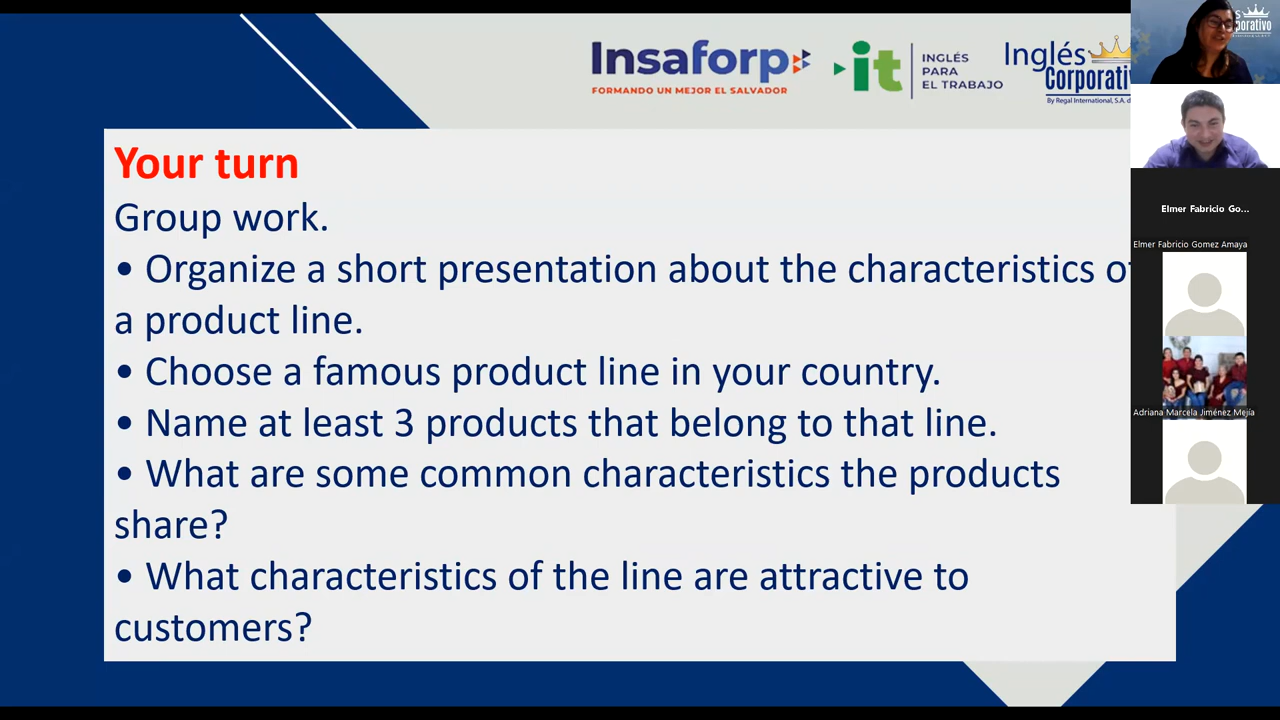 Insaforp
FORMANDO UN MEJOR EL SALVADOR
it
INGLÉS
PARA
EL TRABAJO
Inglés
Corporativ
By Regal International, S.A. d
Your turn
Group work.
• Organize a short presentation about the characteristics of
a product line.
• Choose a famous product line in your country.
• Name at least 3 products that belong to that line.
• What are some common characteristics the products
share?
• What characteristics of the line are attractive to
customers?
Elmer Fabricio Go...
Elmer Fabricio Gomez Amaya
Adriana Marcela Jiménez Mejía